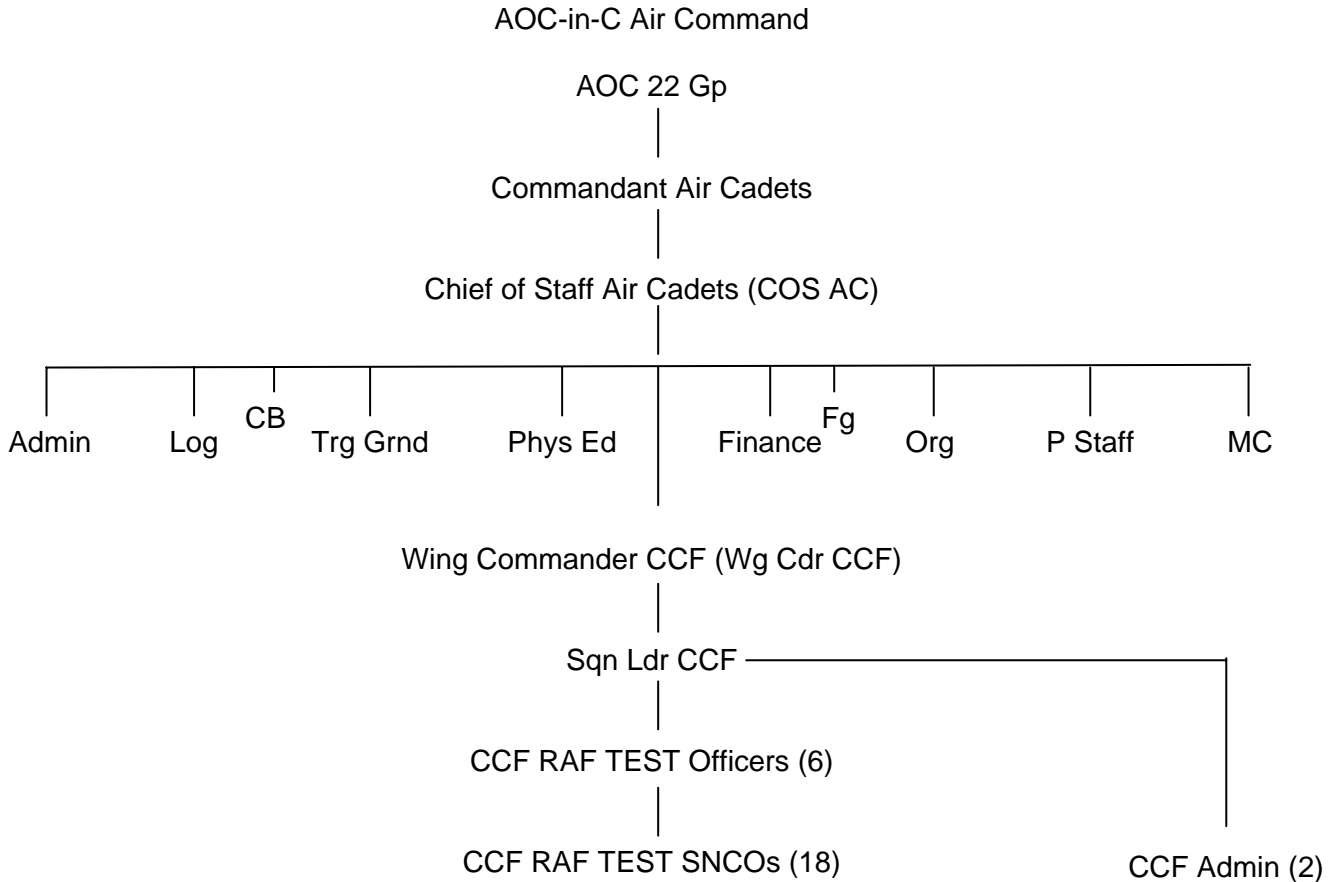 AOC-in-C Air Command
AOC 22 Gp
Commandant Air Cadets
Chief of Staff Air Cadets (COS AC)
CB Fg
Admin Log Trg Grnd Phys Ed Finance Org P Staff MC
Wing Commander CCF (Wg Cdr CCF)
Sqn Ldr CCF
CCF RAF TEST Officers (6)
CCF RAF TEST SNCOs (18) CCF Admin (2)